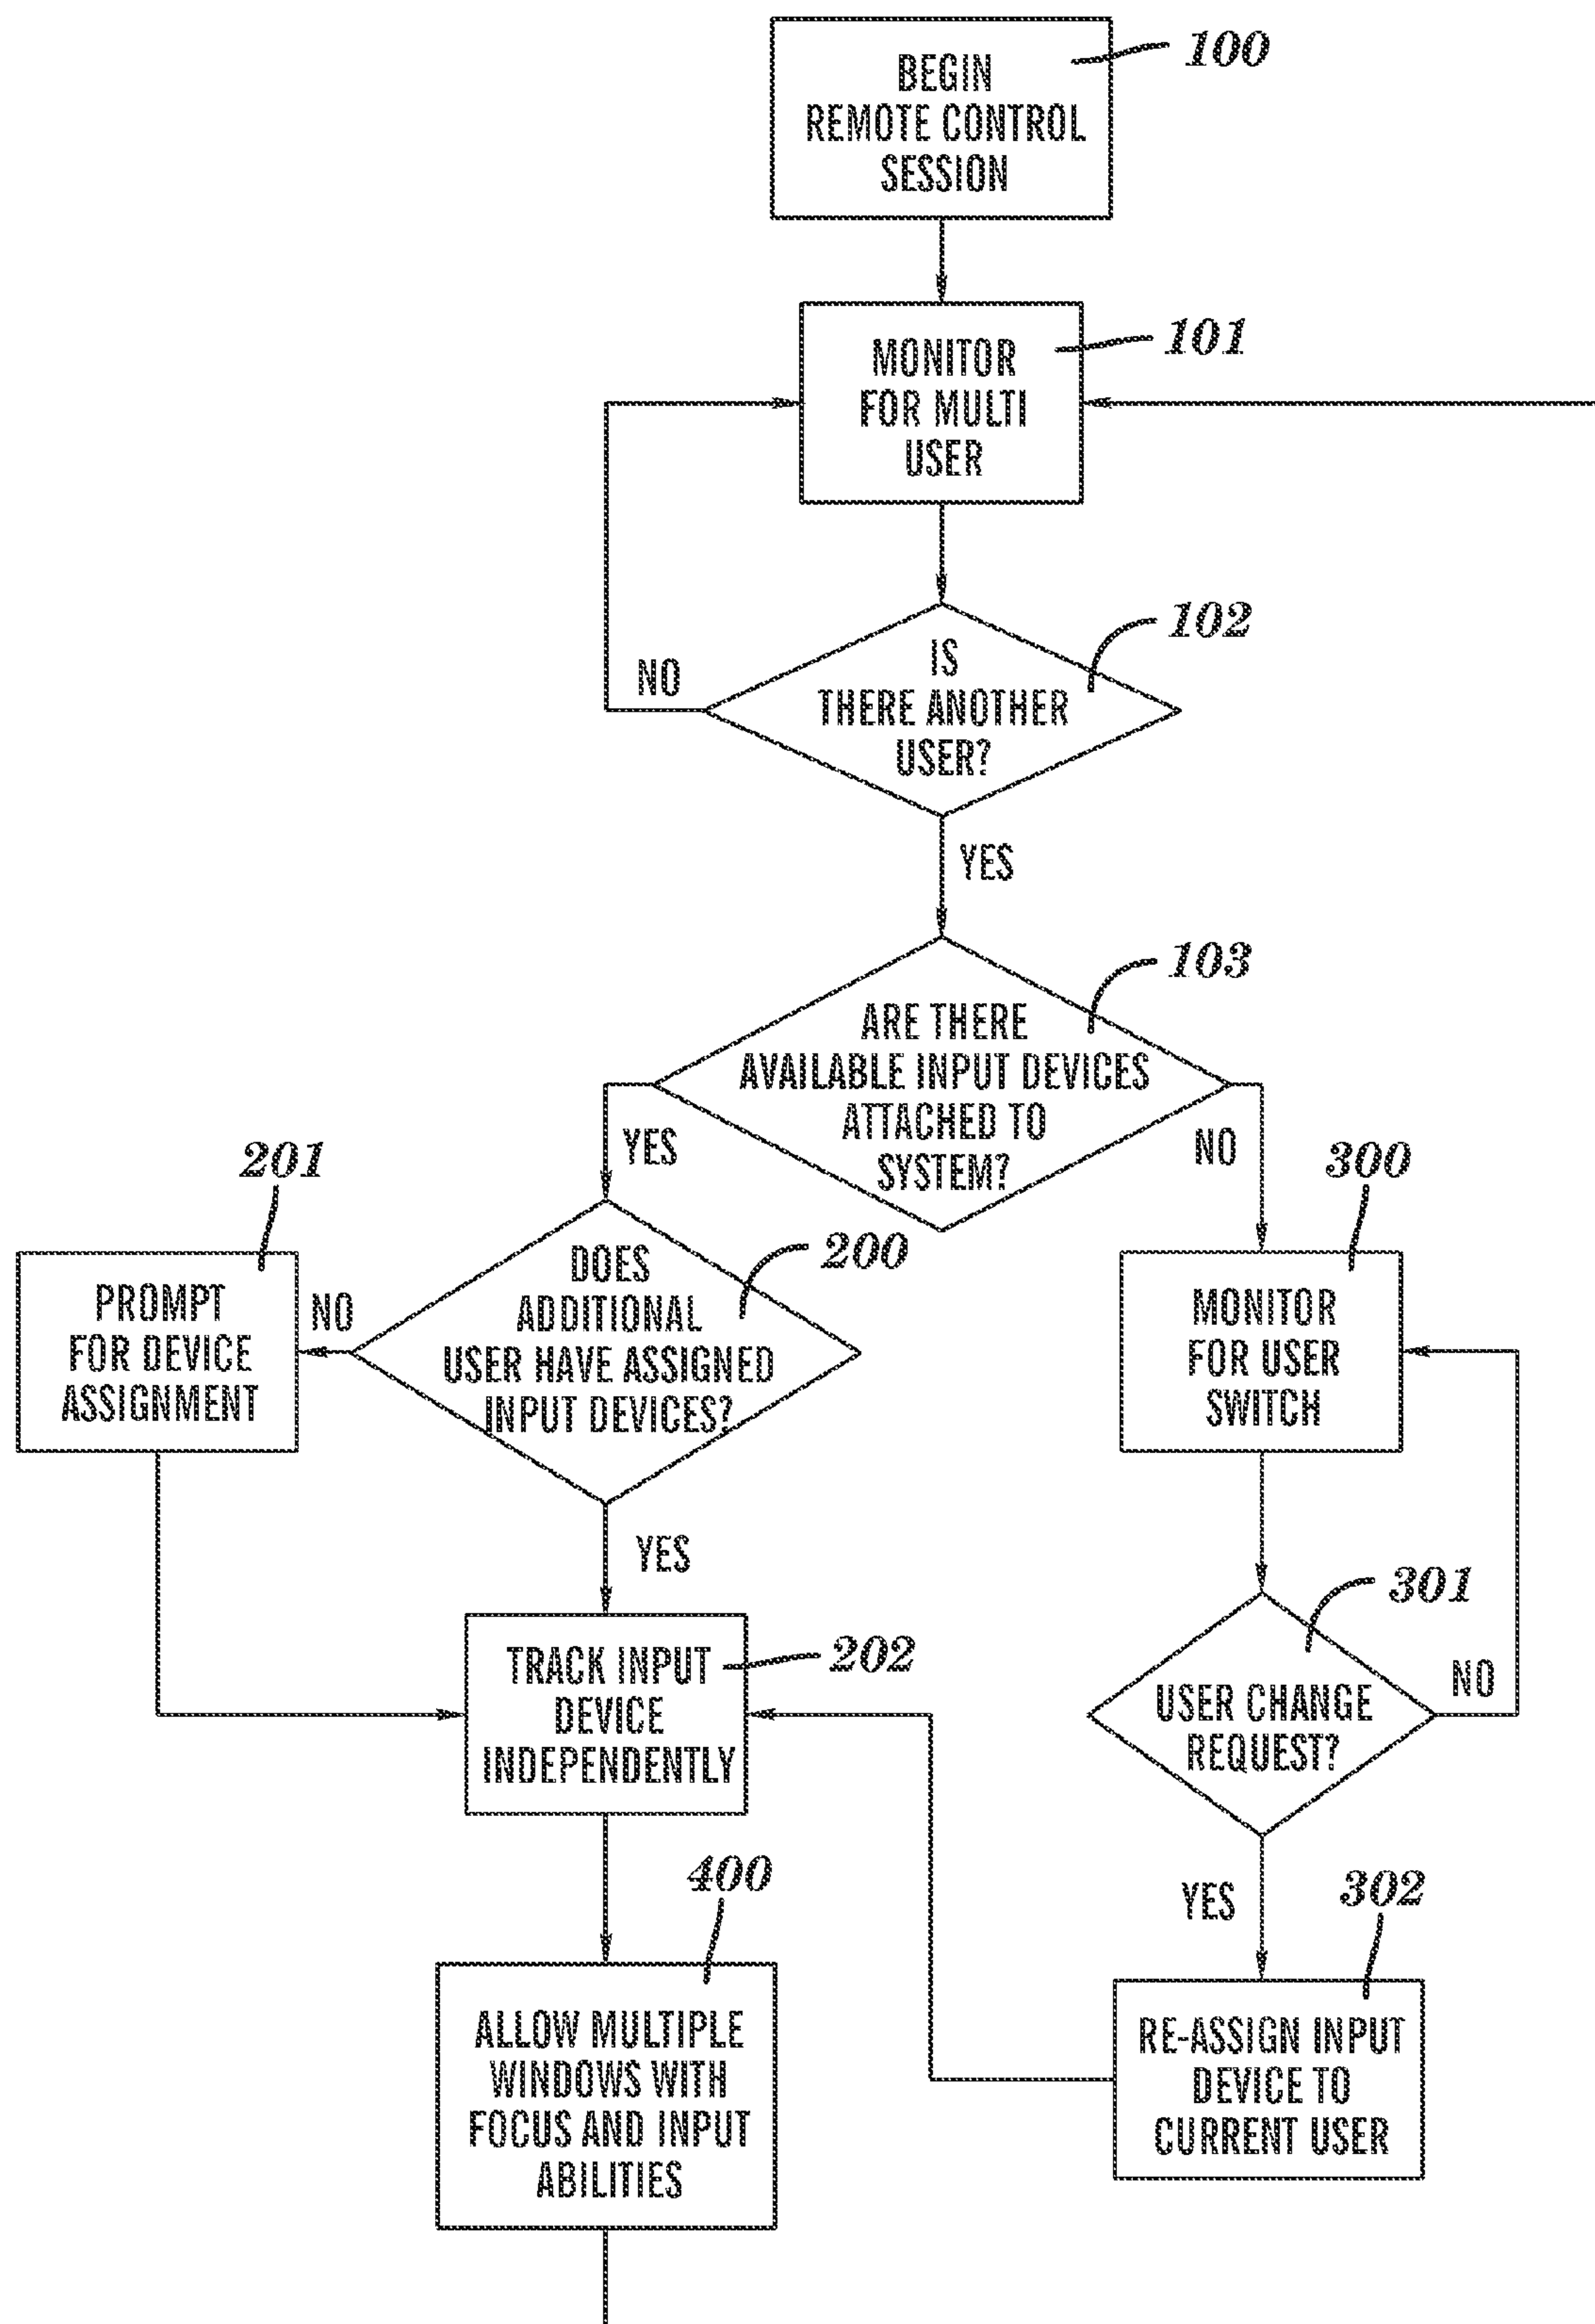 100
BEGIN
REMOTE CONTROL
SESSION
101
MONITOR
FOR MULTI
USER
102
IS
THERE ANOTHER
USER?
NO
YES
103
ARE THERE
AVAILABLE INPUT DEVICES
ATTACHED TO
SYSTEM?
YES
NO
201
PROMPT
FOR DEVICE
ASSIGNMENT
NO
200
DOES
ADDITIONAL
USER HAVE ASSIGNED
INPUT DEVICES?
YES
300
MONITOR
FOR USER
SWITCH
301
USER CHANGE
REQUEST?
NO
YES
202
TRACK INPUT
DEVICE
INDEPENDENTLY
400
ALLOW MULTIPLE
WINDOWS WITH
FOCUS AND INPUT
ABILITIES
302
RE-ASSIGN INPUT
DEVICE TO
CURRENT USER